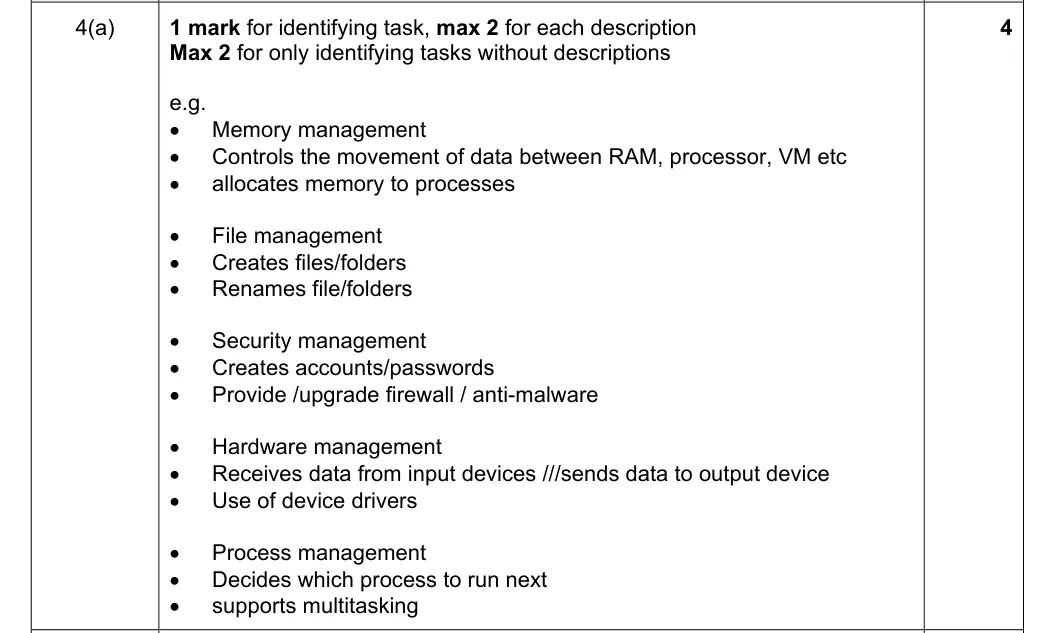 4(a)
1 mark for identifying task, max 2 for each description
4
Max 2 for only identifying tasks without descriptions
e.g.
• Memory management
• Controls the movement of data between RAM, processor, VM etc
• allocates memory to processes
• File management
• Creates files/folders
• Renames file/folders
• Security management
• Creates accounts/passwords
• Provide /upgrade firewall / anti-malware
• Hardware management
• Receives data from input devices ///sends data to output device
• Use of device drivers
• Process management
• Decides which process to run next
• supports multitasking